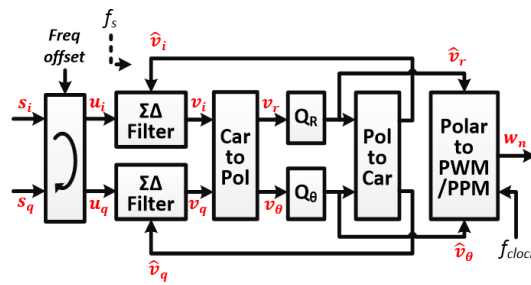 Freq
offset
f_s
v̂_i
v̂_r
s_i
u_i
ΣΔ
Filter
v_i
Car
to
Pol
v_r
Q_R
Pol
to
Car
Polar
to
PWM
/PPM
w_n
s_q
u_q
ΣΔ
Filter
v_q
v_θ
Q_θ
v̂_q
v̂_θ
f_clock